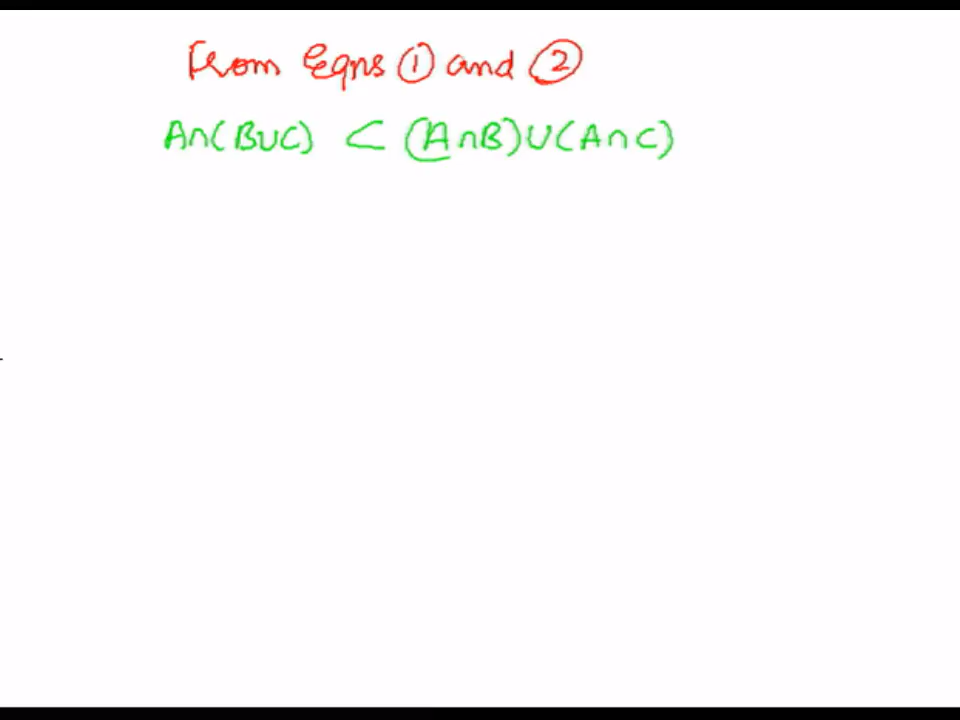 From Eqns ① and ②
A∩(B∪C) ⊂ (A∩B)∪(A∩C)